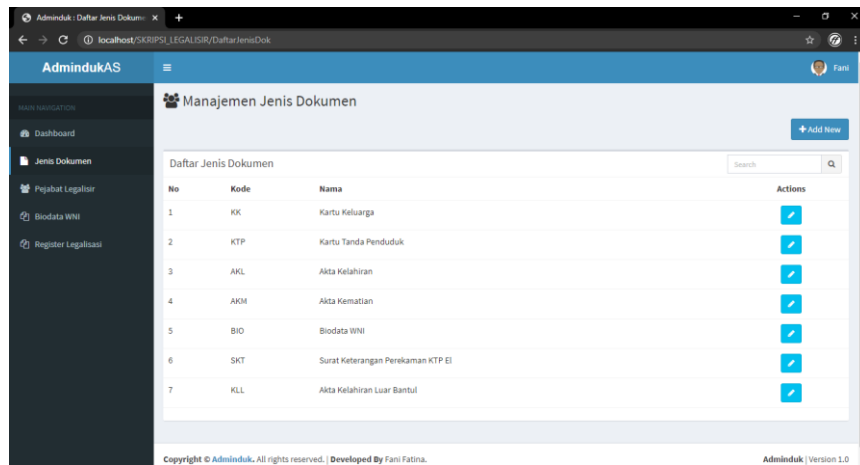 Adminduk : Daftar Jenis Dokume
localhost/SKRIPSI_LEGALISIR/DaftarJenisDok
AdmindukAS
Fani
MAIN NAVIGATION
Dashboard
Jenis Dokumen
Pejabat Legalisir
Biodata WNI
Register Legalisasi
Manajemen Jenis Dokumen
+ Add New
Daftar Jenis Dokumen
Search
No Kode Nama Actions
1 KK Kartu Keluarga
2 KTP Kartu Tanda Penduduk
3 AKL Akta Kelahiran
4 AKM Akta Kematian
5 BIO Biodata WNI
6 SKT Surat Keterangan Perekaman KTP El
7 KLL Akta Kelahiran Luar Bantul
Copyright © Adminduk. All rights reserved. | Developed By Fani Fatina.
Adminduk | Version 1.0